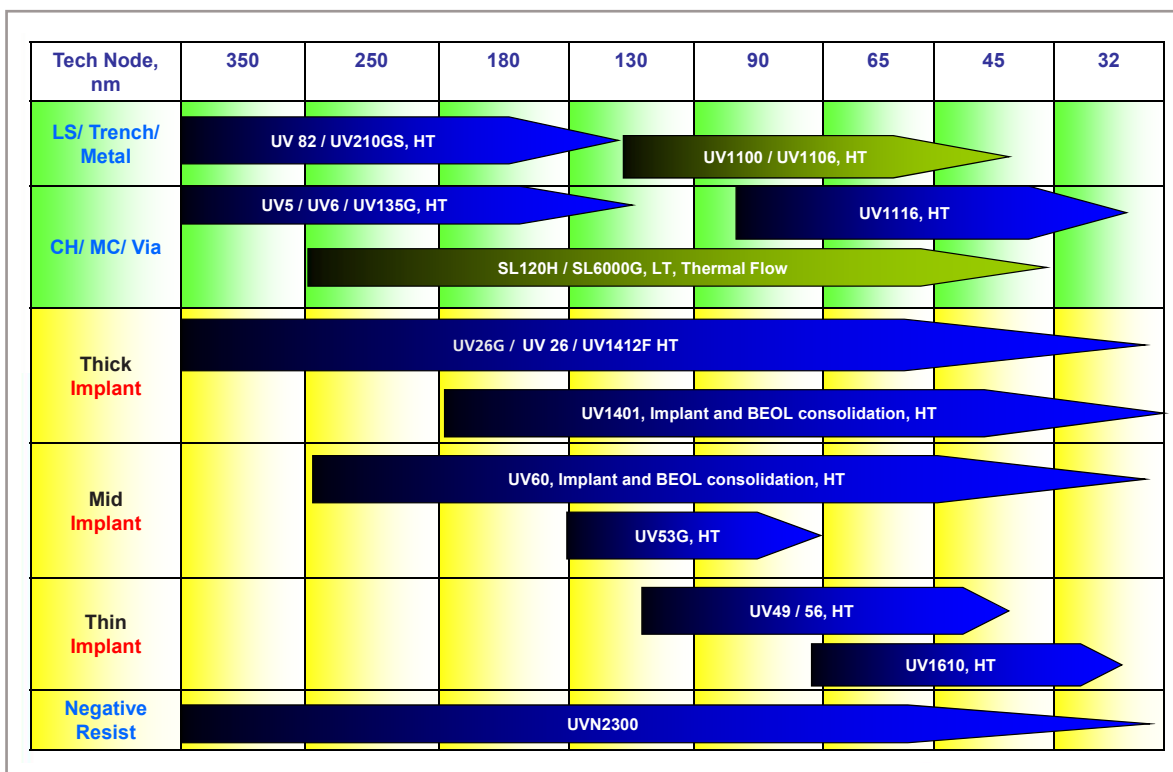 Tech Node,
nm
350
250
180
130
90
65
45
32
LS/ Trench/
Metal
UV 82 / UV210GS, HT
UV1100 / UV1106, HT
CH/ MC/ Via
UV5 / UV6 / UV135G, HT
UV1116, HT
SL120H / SL6000G, LT, Thermal Flow
Thick
Implant
UV26G / UV 26 / UV1412F HT
UV1401, Implant and BEOL consolidation, HT
Mid
Implant
UV60, Implant and BEOL consolidation, HT
UV53G, HT
Thin
Implant
UV49 / 56, HT
UV1610, HT
Negative
Resist
UVN2300